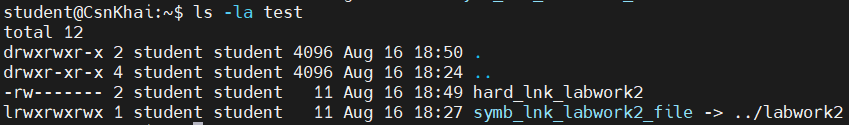 student@CsnKhai:~$ ls -la test
total 12
drwxrwxr-x 2 student student 4096 Aug 16 18:50 .
drwxr-xr-x 4 student student 4096 Aug 16 18:24 ..
-rw------- 2 student student   11 Aug 16 18:49 hard_lnk_labwork2
lrwxrwxrwx 1 student student   11 Aug 16 18:27 symb_lnk_labwork2_file -> ../labwork2